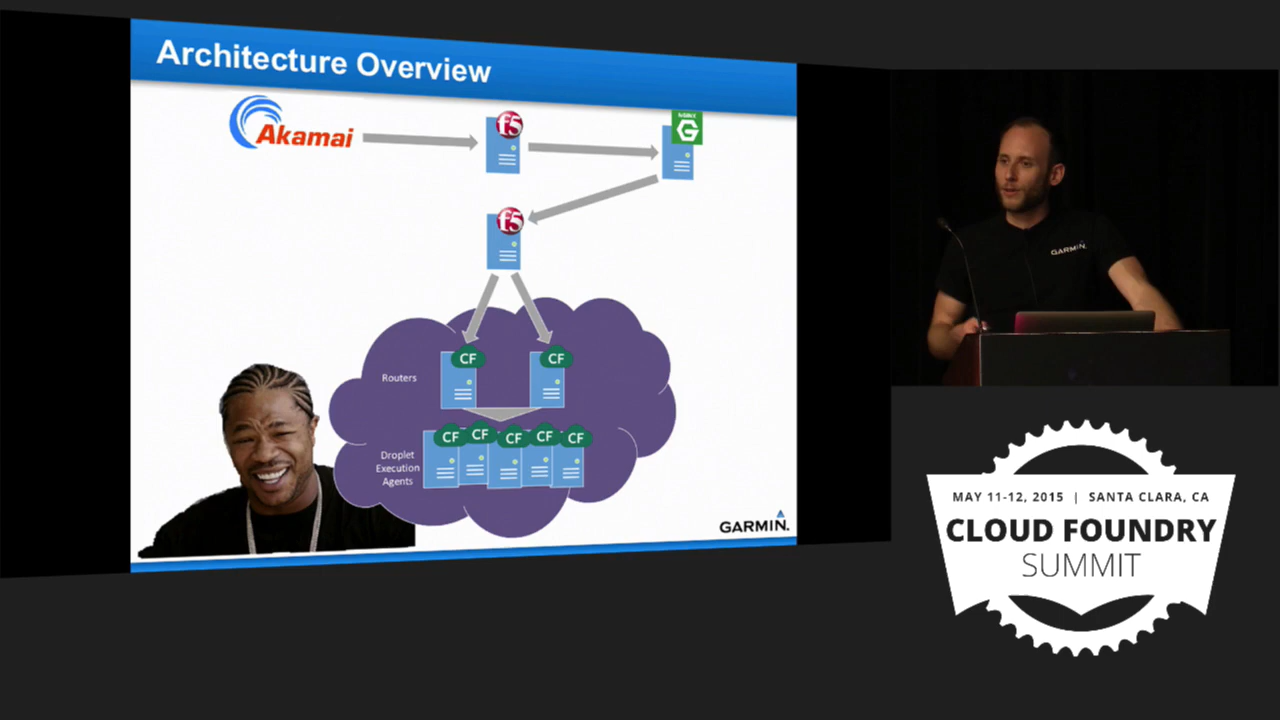 Architecture Overview
Akamai
f5
NGINX
G
f5
CF
CF
Routers
CF
CF
CF
CF
CF
Droplet
Execution
Agents
GARMIN.
GARMIN.
MAY 11-12, 2015 | SANTA CLARA, CA
CLOUD FOUNDRY
SUMMIT